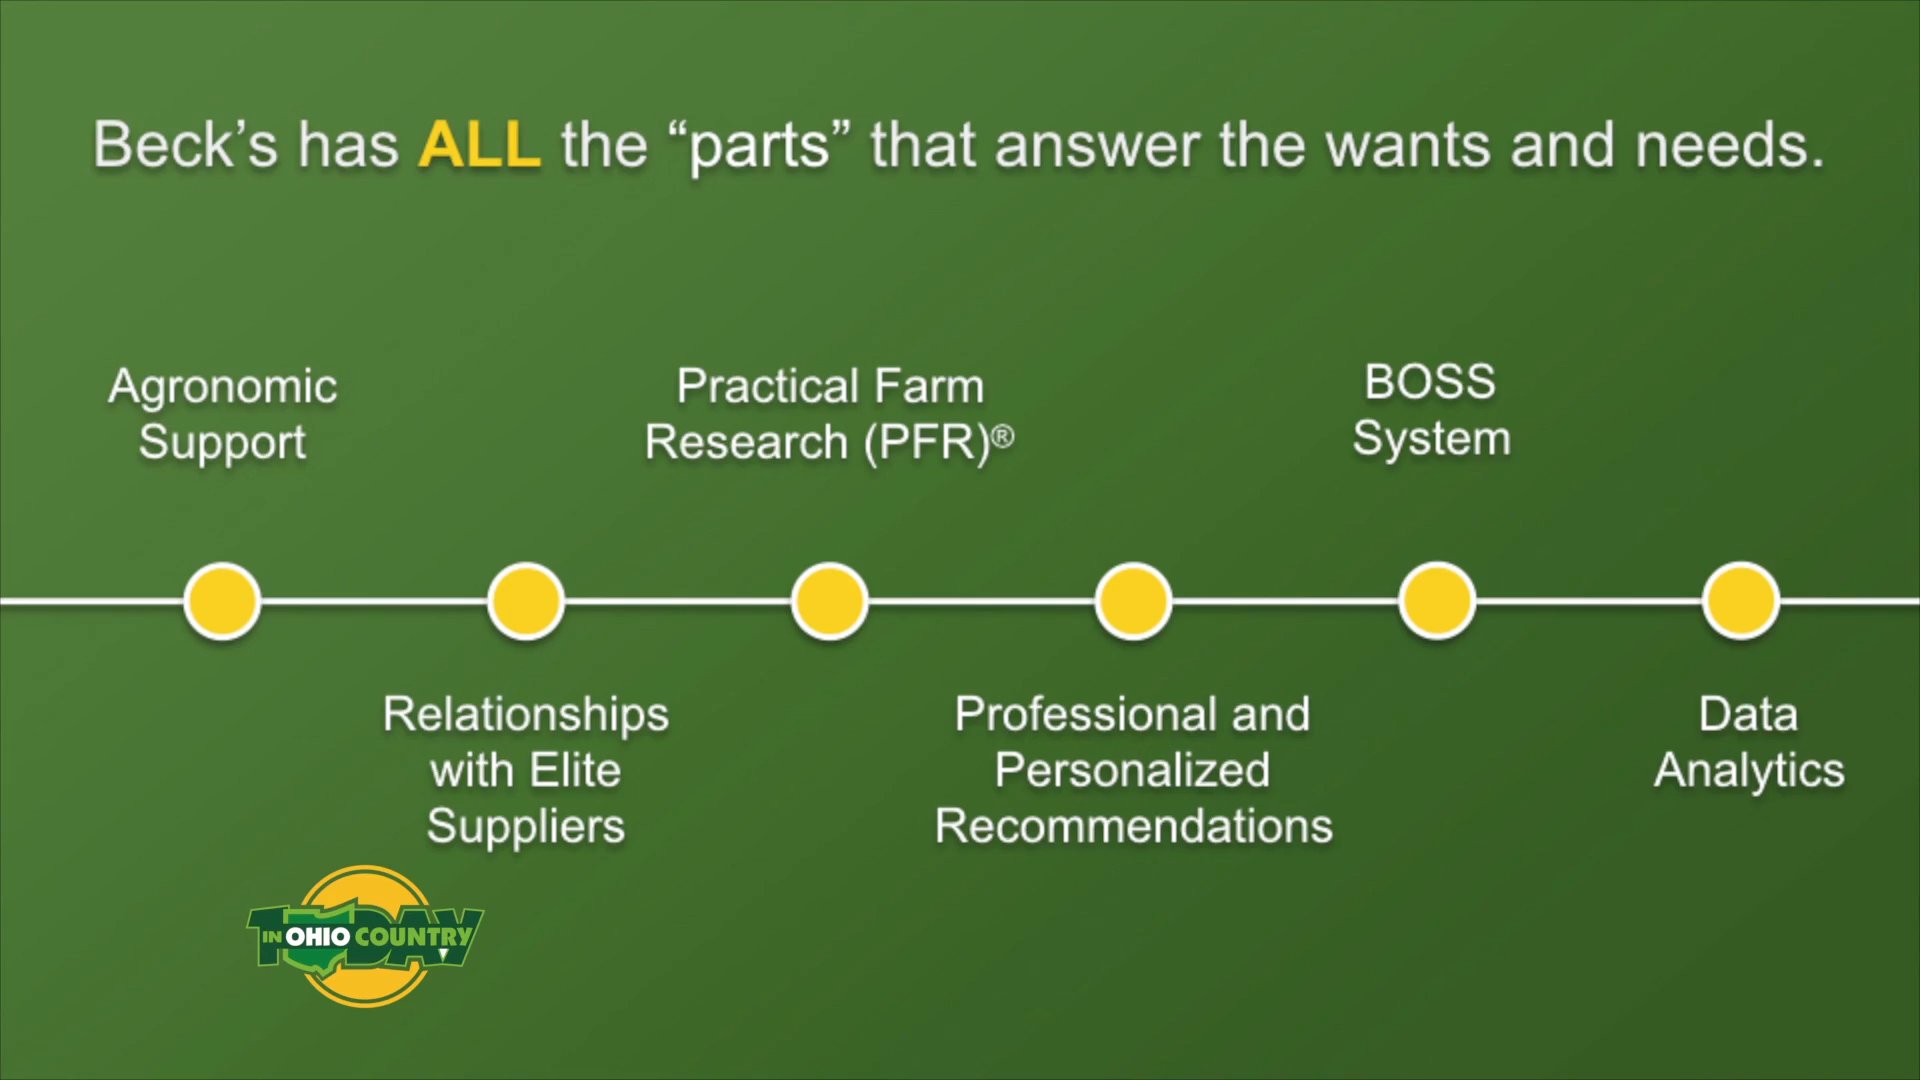 Beck’s has ALL the “parts” that answer the wants and needs.
Agronomic
Support
Practical Farm
Research (PFR)®
BOSS
System
Relationships
with Elite
Suppliers
Professional and
Personalized
Recommendations
Data
Analytics
TODAY
IN OHIO COUNTRY